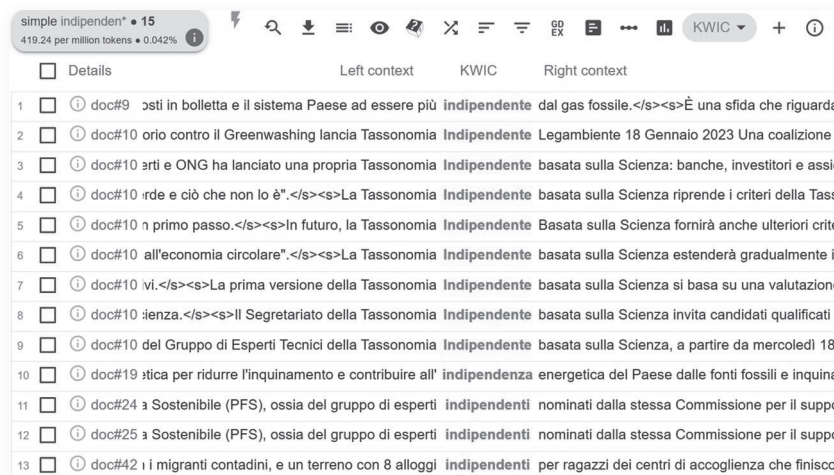 simple indipenden* • 15
419.24 per million tokens • 0.042%
GD
EX
KWIC
Details Left context KWIC Right context
1 doc#9 osti in bolletta e il sistema Paese ad essere più indipendente dal gas fossile.</s><s>È una sfida che riguarda
2 doc#10 orio contro il Greenwashing lancia Tassonomia Indipendente Legambiente 18 Gennaio 2023 Una coalizione
3 doc#10 erti e ONG ha lanciato una propria Tassonomia Indipendente basata sulla Scienza: banche, investitori e assi
4 doc#10 rde e ciò che non lo è".</s><s>La Tassonomia Indipendente basata sulla Scienza riprende i criteri della Tas
5 doc#10 n primo passo.</s><s>In futuro, la Tassonomia Indipendente Basata sulla Scienza fornirà anche ulteriori crite
6 doc#10 all'economia circolare".</s><s>La Tassonomia Indipendente basata sulla Scienza estenderà gradualmente i
7 doc#10 vi.</s><s>La prima versione della Tassonomia Indipendente basata sulla Scienza si basa su una valutazione
8 doc#10 ienza.</s><s>Il Segretariato della Tassonomia Indipendente basata sulla Scienza invita candidati qualificati
9 doc#10 del Gruppo di Esperti Tecnici della Tassonomia Indipendente basata sulla Scienza, a partire da mercoledì 18
10 doc#19 etica per ridurre l'inquinamento e contribuire all' indipendenza energetica del Paese dalle fonti fossili e inquina
11 doc#24 a Sostenibile (PFS), ossia del gruppo di esperti indipendenti nominati dalla stessa Commissione per il suppo
12 doc#25 a Sostenibile (PFS), ossia del gruppo di esperti indipendenti nominati dalla stessa Commissione per il suppo
13 doc#42 i migranti contadini, e un terreno con 8 alloggi indipendenti per ragazzi dei centri di accoglienza che finisco